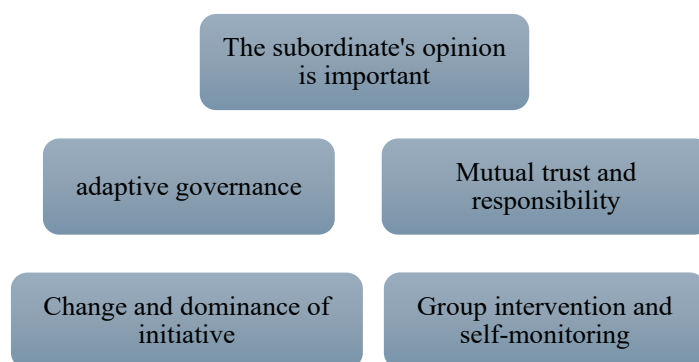 The subordinate's opinion
is important
adaptive governance
Mutual trust and
responsibility
Change and dominance of
initiative
Group intervention and
self-monitoring